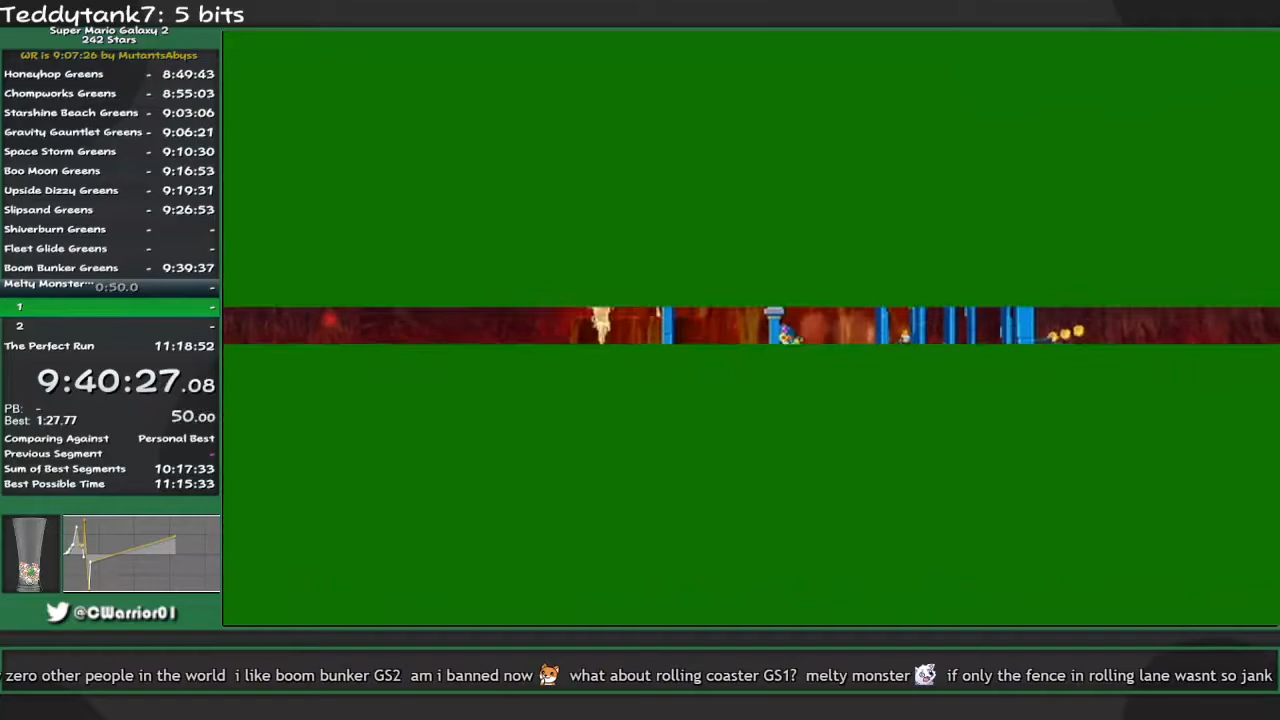 Teddytank7: 5 bits
Super Mario Galaxy 2
242 Stars
WR is 9:07:26 by MutantsAbyss
Honeyhop Greens - 8:49:43
Chompworks Greens - 8:55:03
Starshine Beach Greens - 9:03:06
Gravity Gauntlet Greens - 9:06:21
Space Storm Greens - 9:10:30
Boo Moon Greens - 9:16:53
Upside Dizzy Greens - 9:19:31
Slipsand Greens - 9:26:53
Shiverburn Greens - -
Fleet Glide Greens - -
Boom Bunker Greens - 9:39:37
Melty Monster... 0:50.0 -
1 -
2 -
The Perfect Run 11:18:52
9:40:27.08
PB: -
Best: 1:27.77 50.00
Comparing Against Personal Best
Previous Segment -
Sum of Best Segments 10:17:33
Best Possible Time 11:15:33
@CWarrior01
zero other people in the world i like boom bunker GS2 am i banned now what about rolling coaster GS1? melty monster if only the fence in rolling lane wasnt so jank